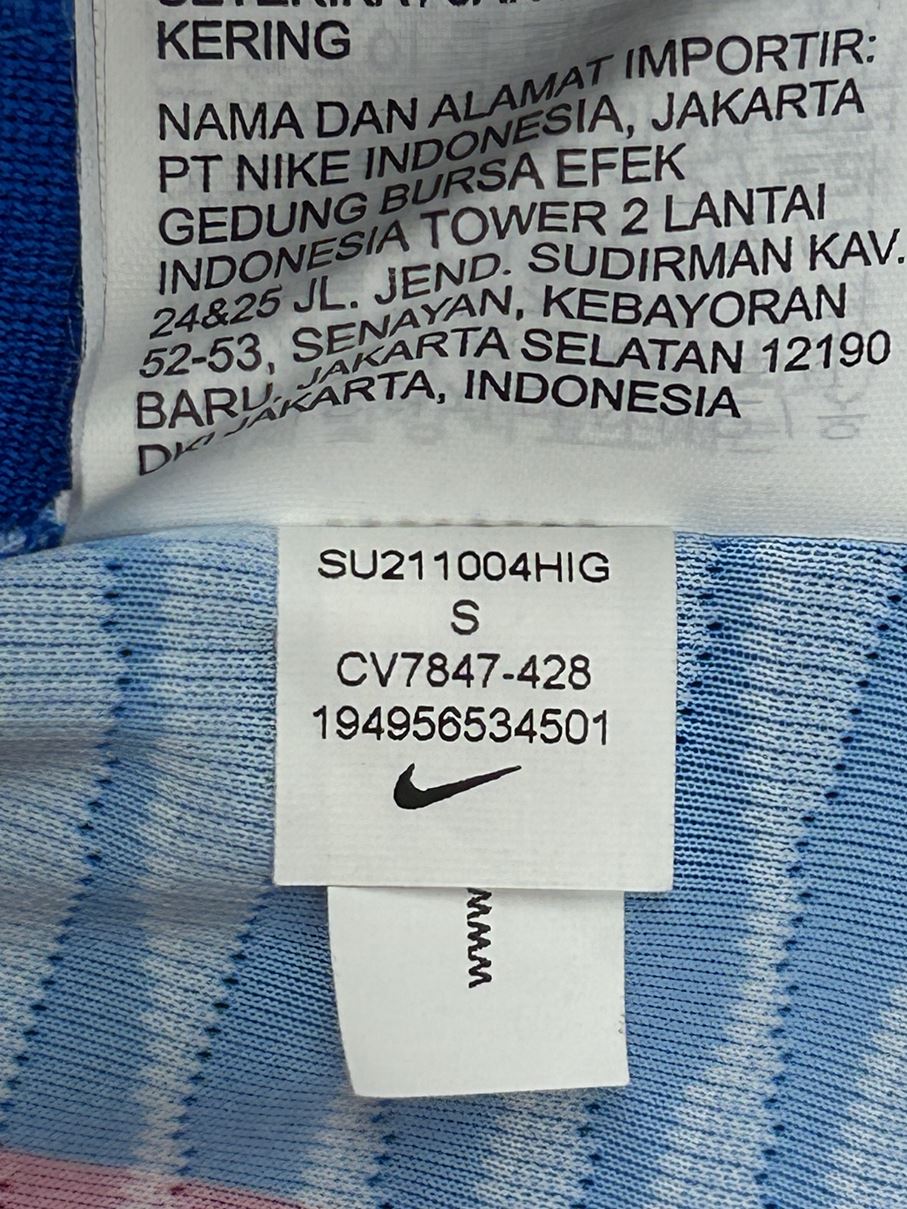 KERING
NAMA DAN ALAMAT IMPORTIR:
PT NIKE INDONESIA, JAKARTA
GEDUNG BURSA EFEK
INDONESIA TOWER 2 LANTAI
24&25 JL. JEND. SUDIRMAN KAV.
52-53, SENAYAN, KEBAYORAN
BARU, JAKARTA SELATAN 12190
DKI JAKARTA, INDONESIA
SU211004HIG
S
CV7847-428
194956534501